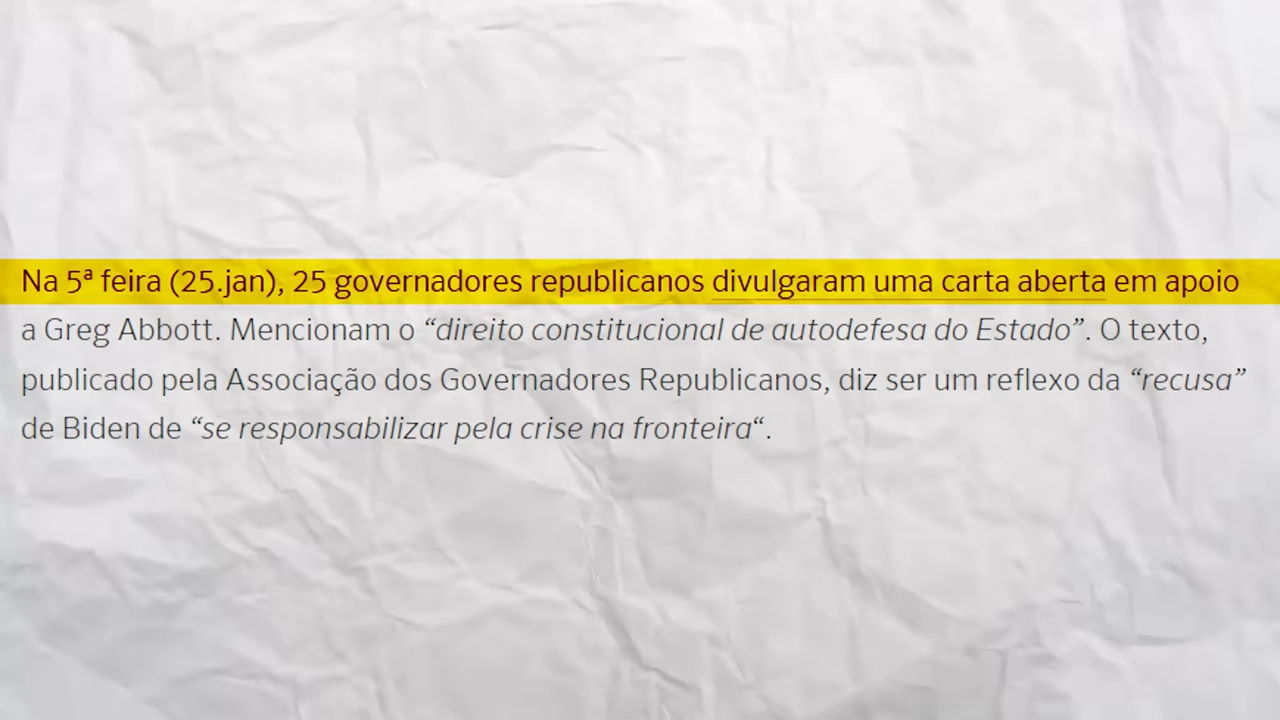 Na 5ª feira (25.jan), 25 governadores republicanos divulgaram uma carta aberta em apoio
a Greg Abbott. Mencionam o “direito constitucional de autodefesa do Estado”. O texto,
publicado pela Associação dos Governadores Republicanos, diz ser um reflexo da “recusa”
de Biden de “se responsabilizar pela crise na fronteira“.